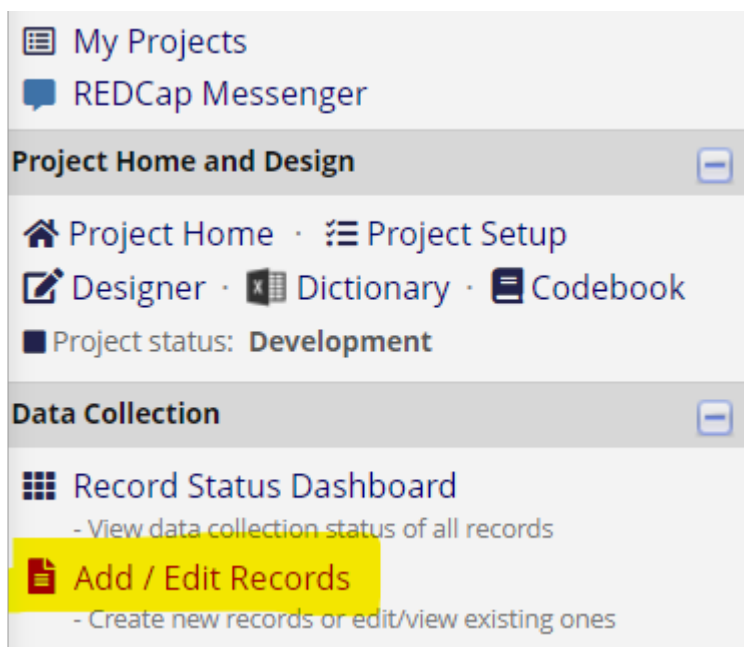 My Projects
REDCap Messenger
Project Home and Design
Project Home · Project Setup
Designer · Dictionary · Codebook
Project status: Development
Data Collection
Record Status Dashboard
- View data collection status of all records
Add / Edit Records
- Create new records or edit/view existing ones